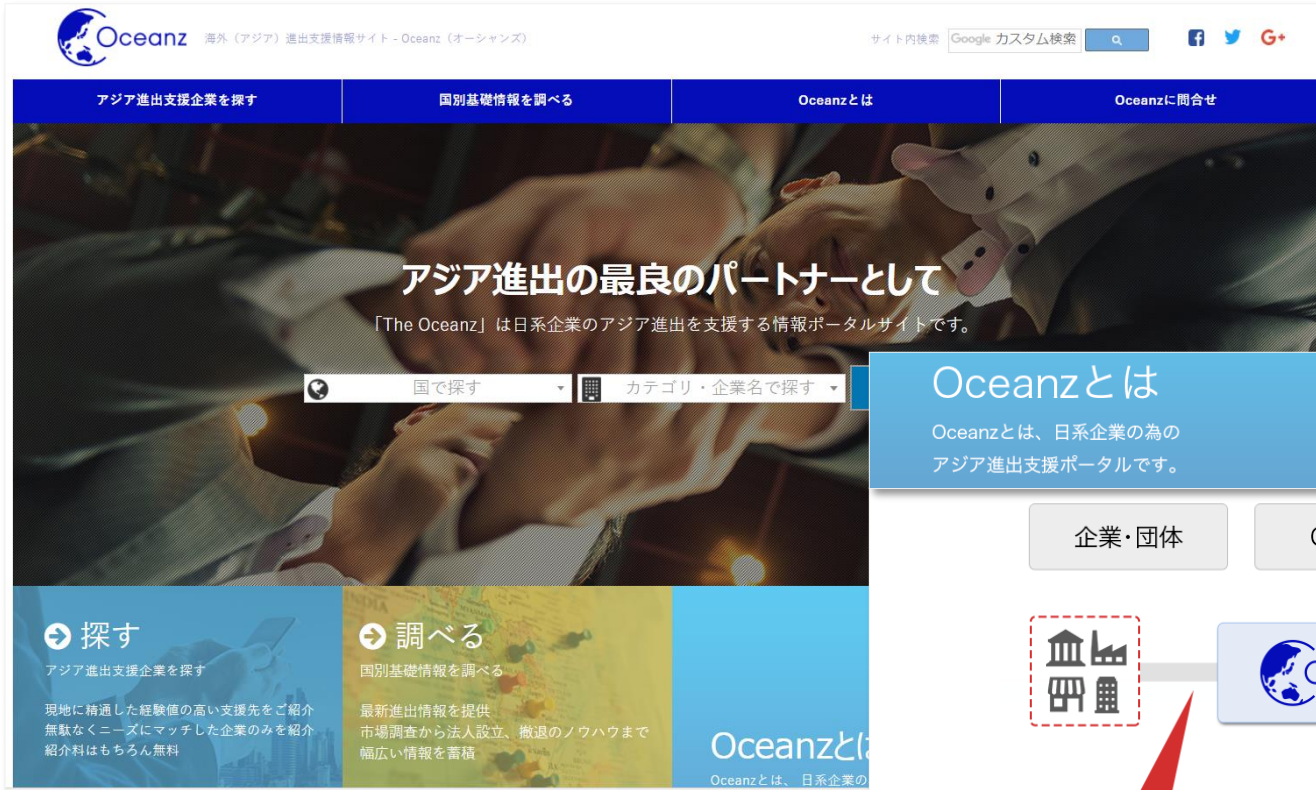 Oceanz
海外（アジア）進出支援情報サイト - Oceanz（オーシャンズ）
サイト内検索
Google カスタム検索
G+
アジア進出支援企業を探す
国別基礎情報を調べる
Oceanzとは
Oceanzに問合せ
アジア進出の最良のパートナーとして
「The Oceanz」は日系企業のアジア進出を支援する情報ポータルサイトです。
国で探す
カテゴリ・企業名で探す
Oceanzとは
Oceanzとは、日系企業の為の
アジア進出支援ポータルです。
企業・団体
探す
アジア進出支援企業を探す
現地に精通した経験値の高い支援先をご紹介
無駄なくニーズにマッチした企業のみを紹介
紹介料はもちろん無料
調べる
国別基礎情報を調べる
最新進出情報を提供
市場調査から法人設立、撤退のノウハウまで
幅広い情報を蓄積
Oceanzと
Oceanzとは、 日系企業の